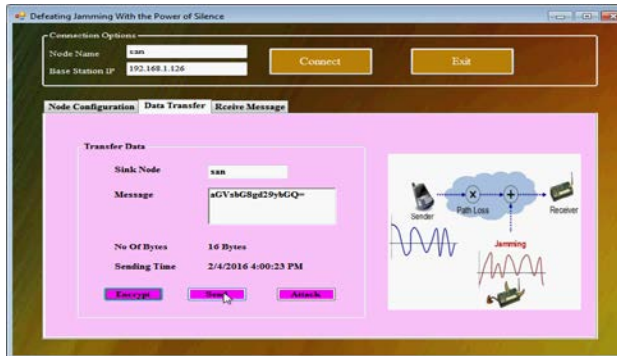 Defeating Jamming With the Power of Silence
Connection Options
Node Name san
Base Station IP 192.168.1.126
Connect Exit
Node Configuration Data Transfer Rceive Message
Transfer Data
Sink Node san
Message aGVsbG8gd29ybGQ=
No Of Bytes 16 Bytes
Sending Time 2/4/2016 4:00:23 PM
Encrypt Send Attack
Sender Path Loss Receiver
Jamming